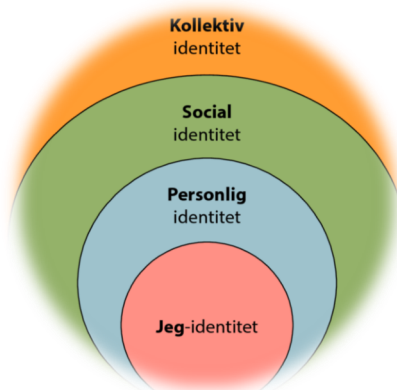 Kollektiv
identitet
Social
identitet
Personlig
identitet
Jeg-identitet